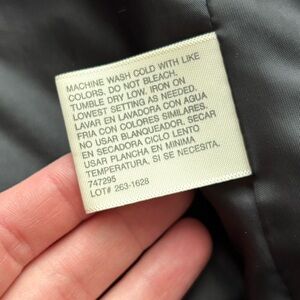 MACHINE WASH COLD WITH LIKE
COLORS. DO NOT BLEACH.
TUMBLE DRY LOW. IRON ON
LOWEST SETTING AS NEEDED.
LAVAR EN LAVADORA CON AGUA
FRIA CON COLORES SIMILARES.
NO USAR BLANQUEADOR. SECAR
EN SECADORA CICLO LENTO
USAR PLANCHA EN MINIMA
TEMPERATURA, SI SE NECESITA.
747295
LOT# 263-1628